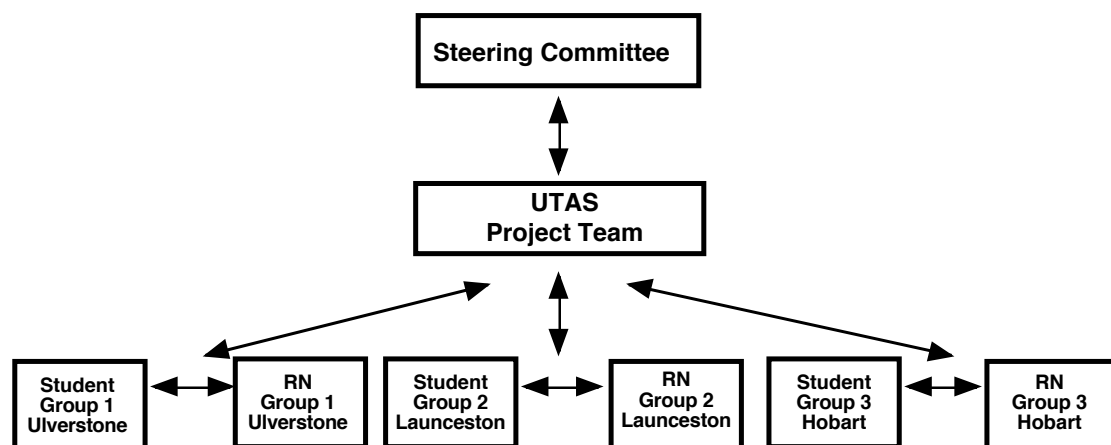 Steering Committee
UTAS
Project Team
Student
Group 1
Ulverstone
RN
Group 1
Ulverstone
Student
Group 2
Launceston
RN
Group 2
Launceston
Student
Group 3
Hobart
RN
Group 3
Hobart